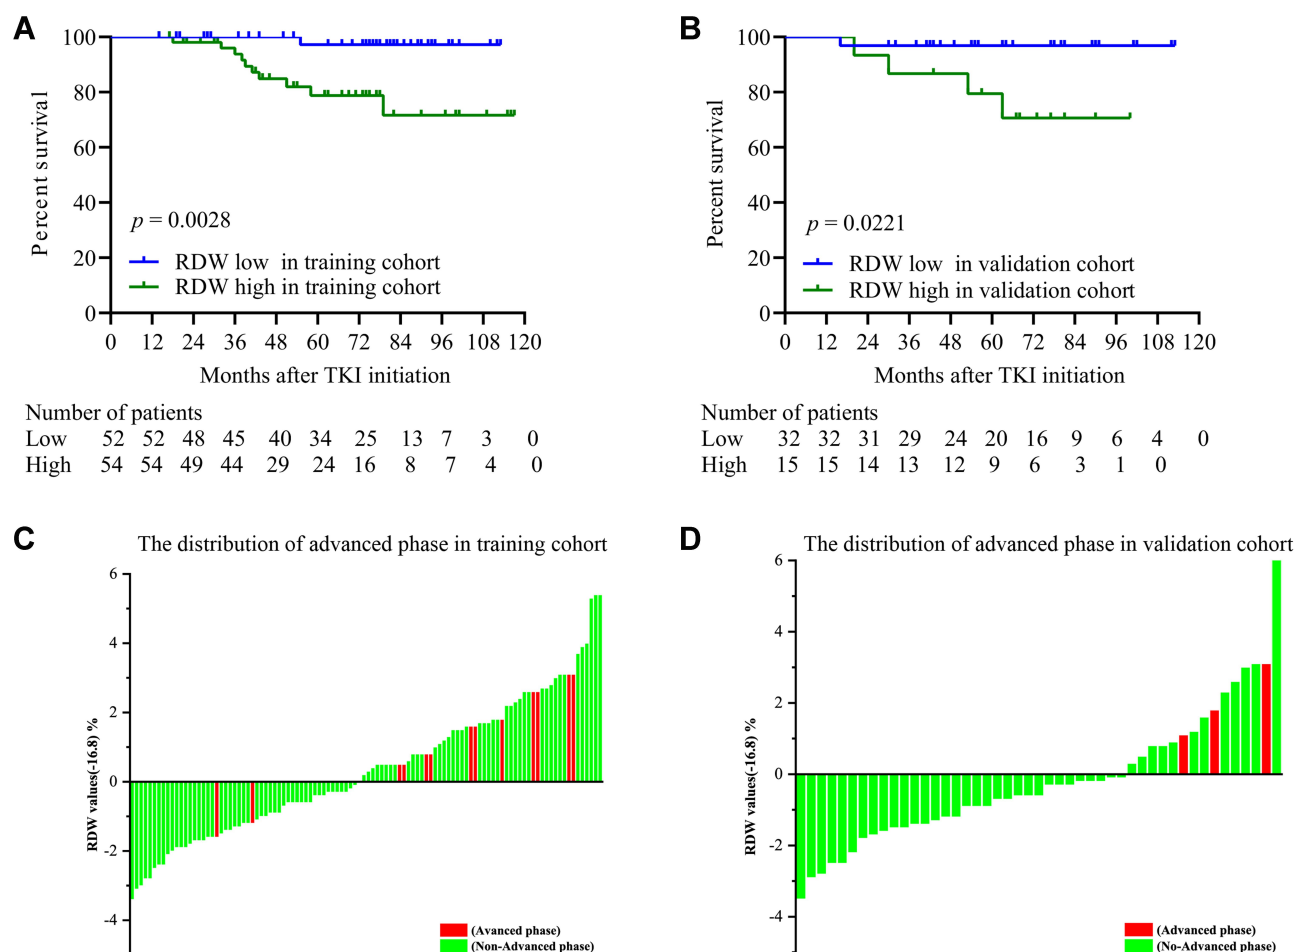 A
100
80
60
40
20
0
Percent survival
p = 0.0028
RDW low in training cohort
RDW high in training cohort
0 12 24 36 48 60 72 84 96 108 120
Months after TKI initiation
Number of patients
Low 52 52 48 45 40 34 25 13 7 3 0
High 54 54 49 44 29 24 16 8 7 4 0
B
100
80
60
40
20
0
Percent survival
p = 0.0221
RDW low in validation cohort
RDW high in validation cohort
0 12 24 36 48 60 72 84 96 108 120
Months after TKI initiation
Number of patients
Low 32 32 31 29 24 20 16 9 6 4 0
High 15 15 14 13 12 9 6 3 1 0
C
The distribution of advanced phase in training cohort
6
4
2
0
-2
-4
RDW values(-16.8) %
(Avanced phase)
(Non-Advanced phase)
D
The distribution of advanced phase in validation cohort
6
4
2
0
-2
-4
RDW values(-16.8) %
(Advanced phase)
(No-Advanced phase)